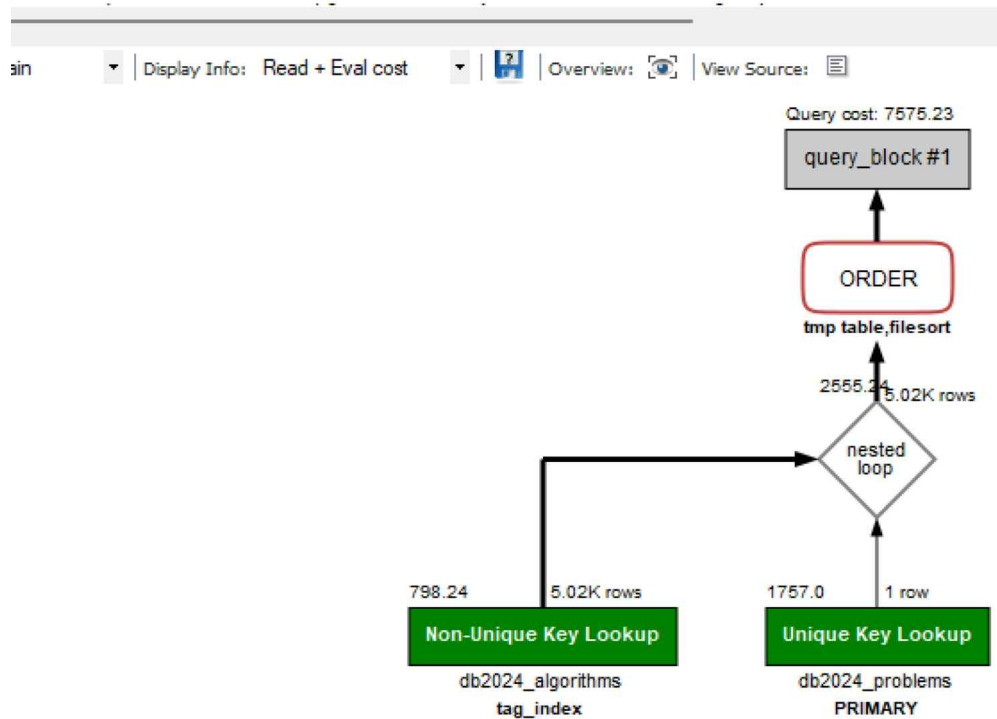 ain Display Info: Read + Eval cost Overview: View Source:
Query cost: 7575.23
query_block #1
ORDER
tmp table,filesort
2555.24 5.02K rows
nested
loop
798.24 5.02K rows 1757.0 1 row
Non-Unique Key Lookup Unique Key Lookup
db2024_algorithms db2024_problems
tag_index PRIMARY